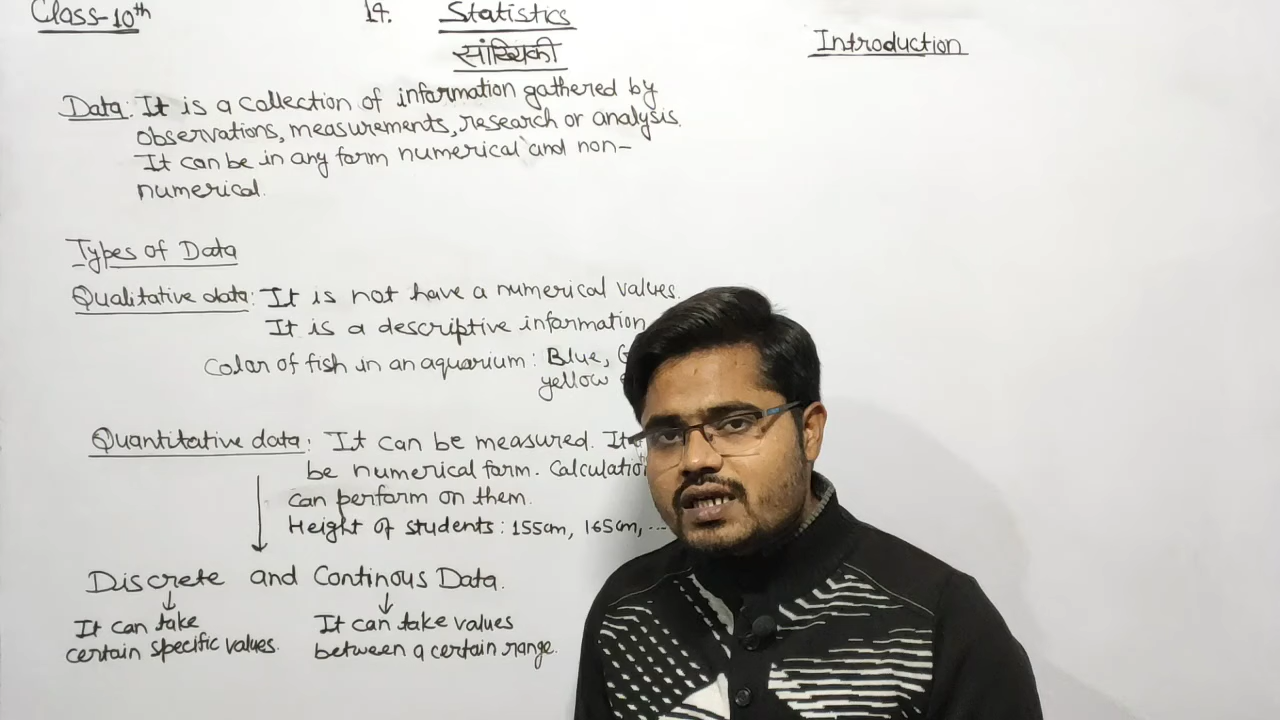 Class-10th
14. Statistics
सांख्यिकी
Introduction
Data: It is a collection of information gathered by
observations, measurements, research or analysis.
It can be in any form numerical and non-
numerical.
Types of Data
Qualitative data: It is not have a numerical values.
It is a descriptive information
Color of fish in an aquarium: Blue,
yellow
Quantitative data: It can be measured. It
be numerical form. Calculation
can perform on them.
Height of students: 155cm, 165cm, ...
Discrete and Continous Data.
It can take
certain specific values.
It can take values
between a certain range.